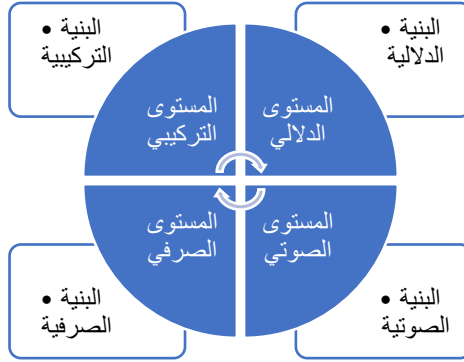 • البنية
الدلالية
• البنية
التركيبية
المستوى
الدلالي
المستوى
التركيبي
المستوى
الصوتي
المستوى
الصرفي
• البنية
الصوتية
• البنية
الصرفية